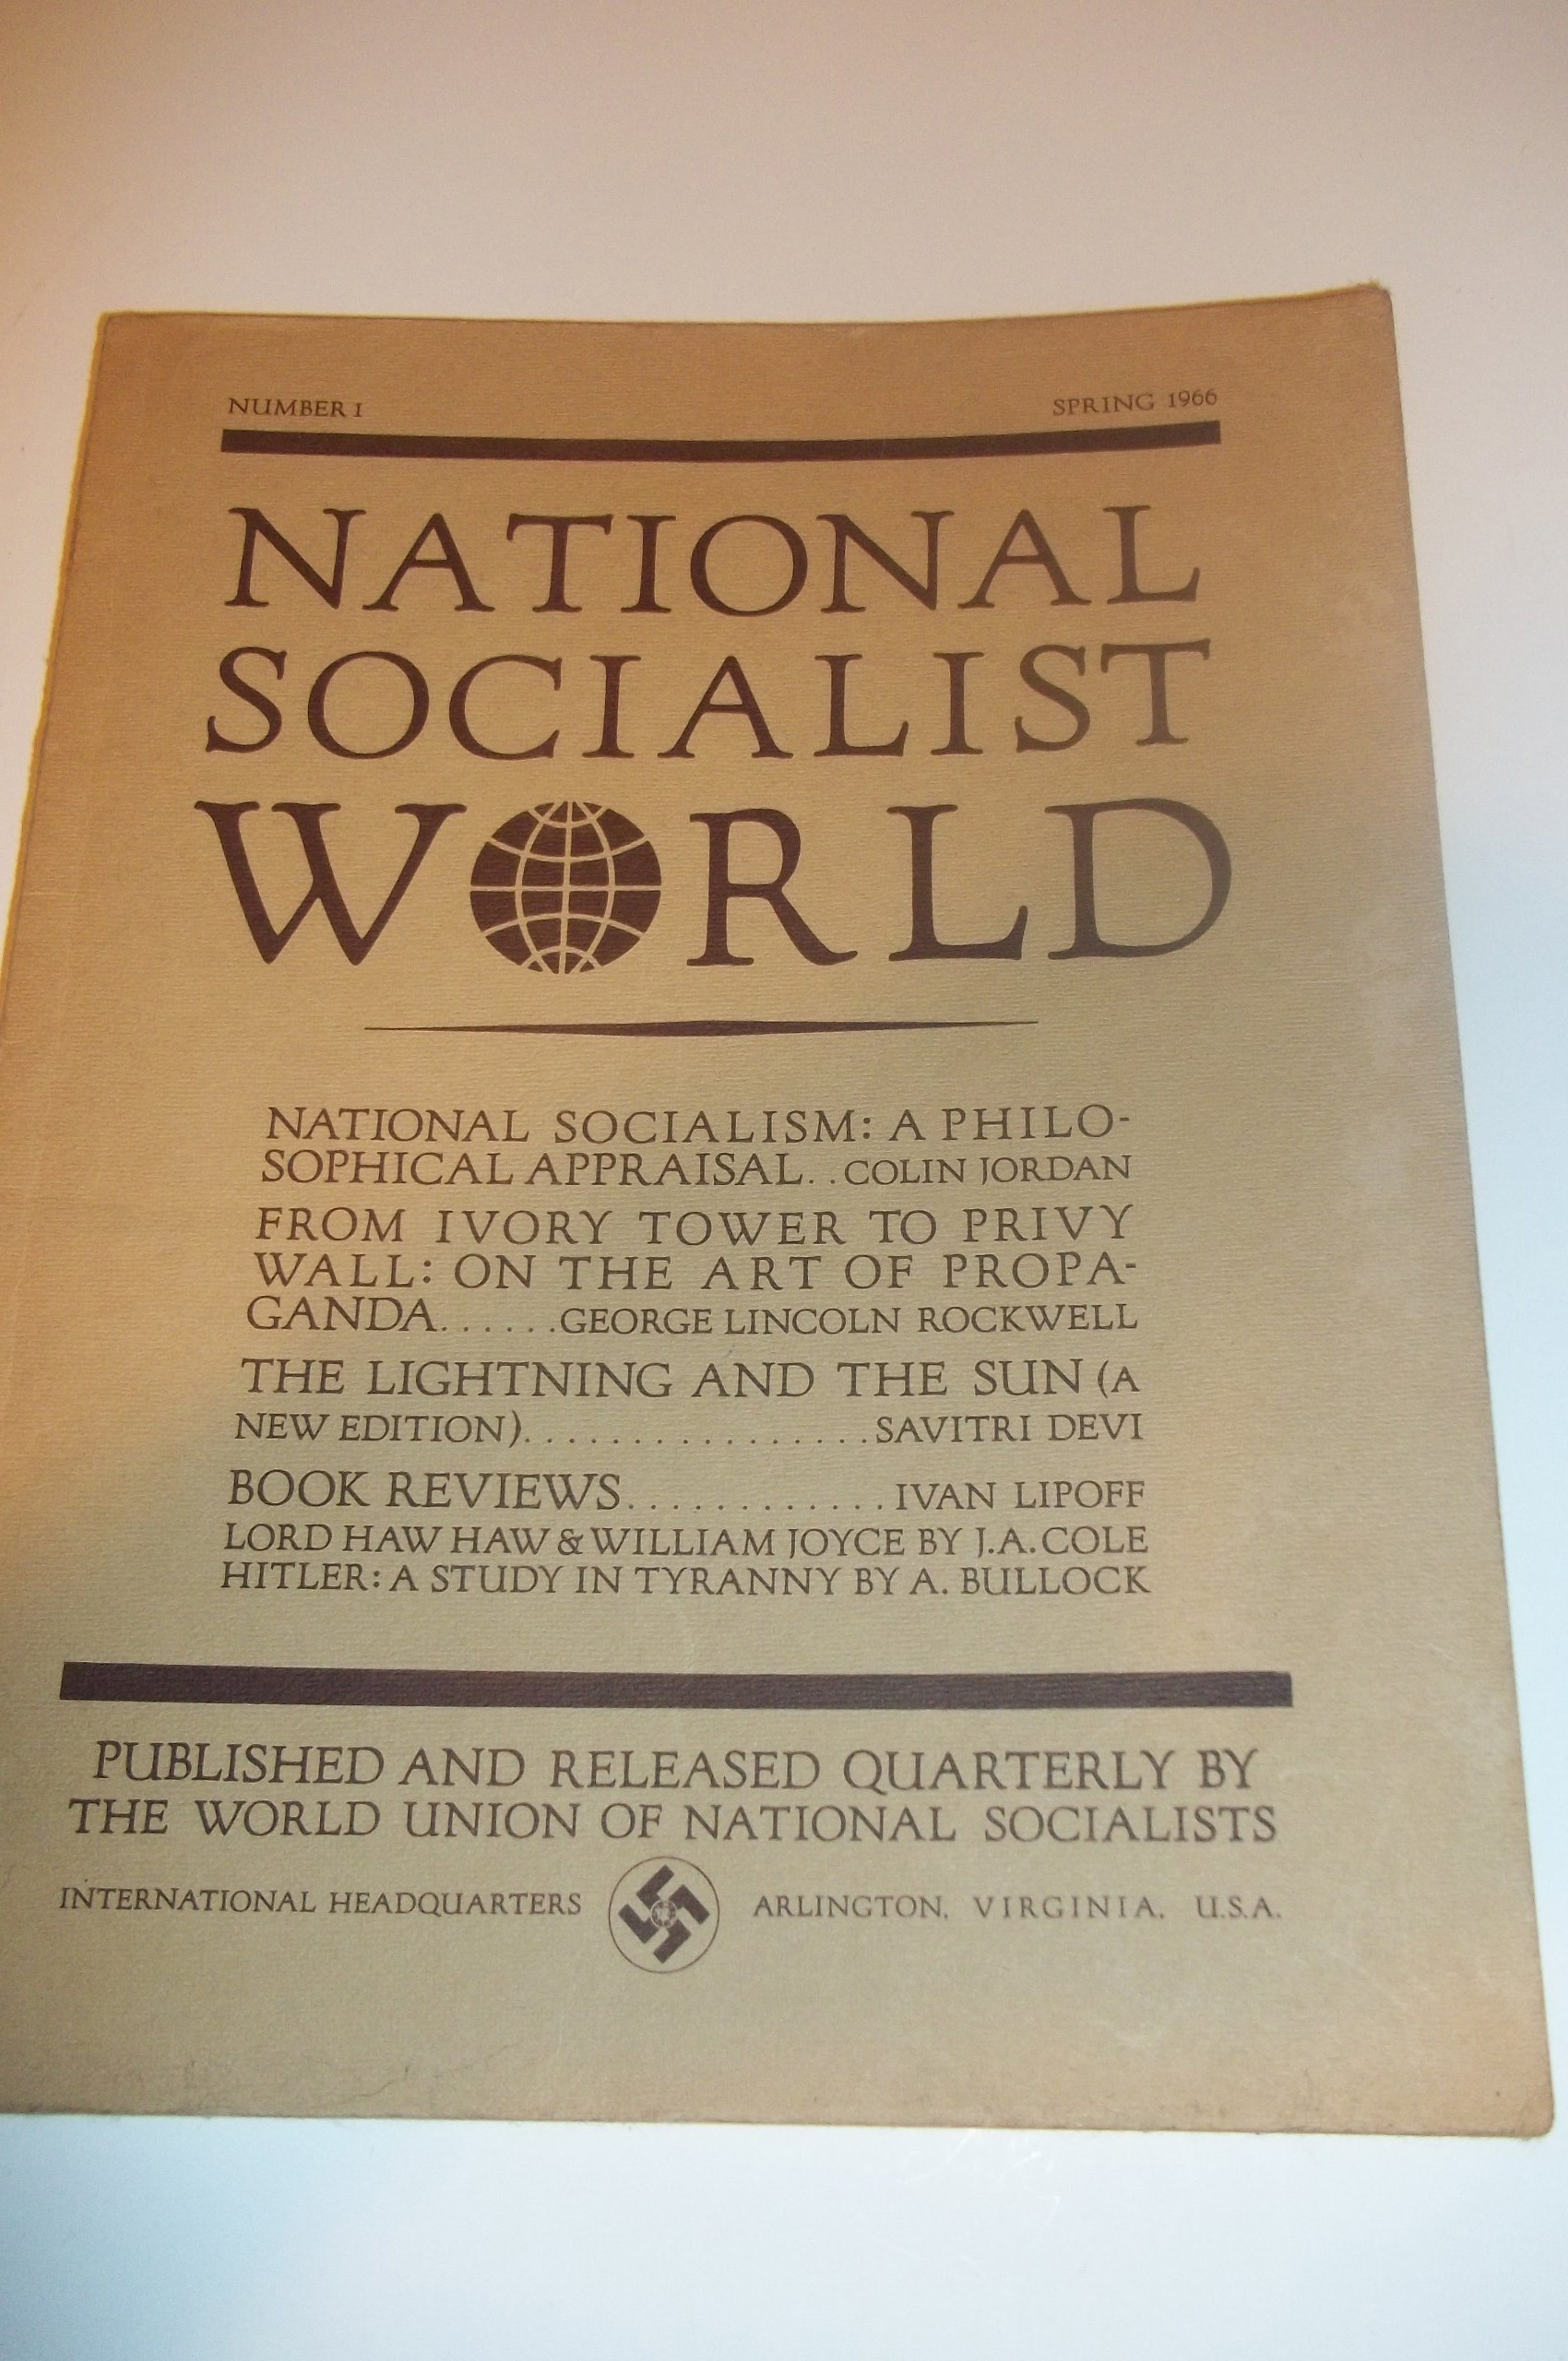 NUMBER 1 SPRING 1966
NATIONAL
SOCIALIST
WORLD
NATIONAL SOCIALISM: A PHILO-
SOPHICAL APPRAISAL. . COLIN JORDAN
FROM IVORY TOWER TO PRIVY
WALL: ON THE ART OF PROPA-
GANDA. . . . . . GEORGE LINCOLN ROCKWELL
THE LIGHTNING AND THE SUN (A
NEW EDITION). . . . . . . . . . . . . . . . . SAVITRI DEVI
BOOK REVIEWS. . . . . . . . . . . . IVAN LIPOFF
LORD HAW HAW & WILLIAM JOYCE BY J.A. COLE
HITLER: A STUDY IN TYRANNY BY A. BULLOCK
PUBLISHED AND RELEASED QUARTERLY BY
THE WORLD UNION OF NATIONAL SOCIALISTS
INTERNATIONAL HEADQUARTERS ARLINGTON, VIRGINIA, U.S.A.